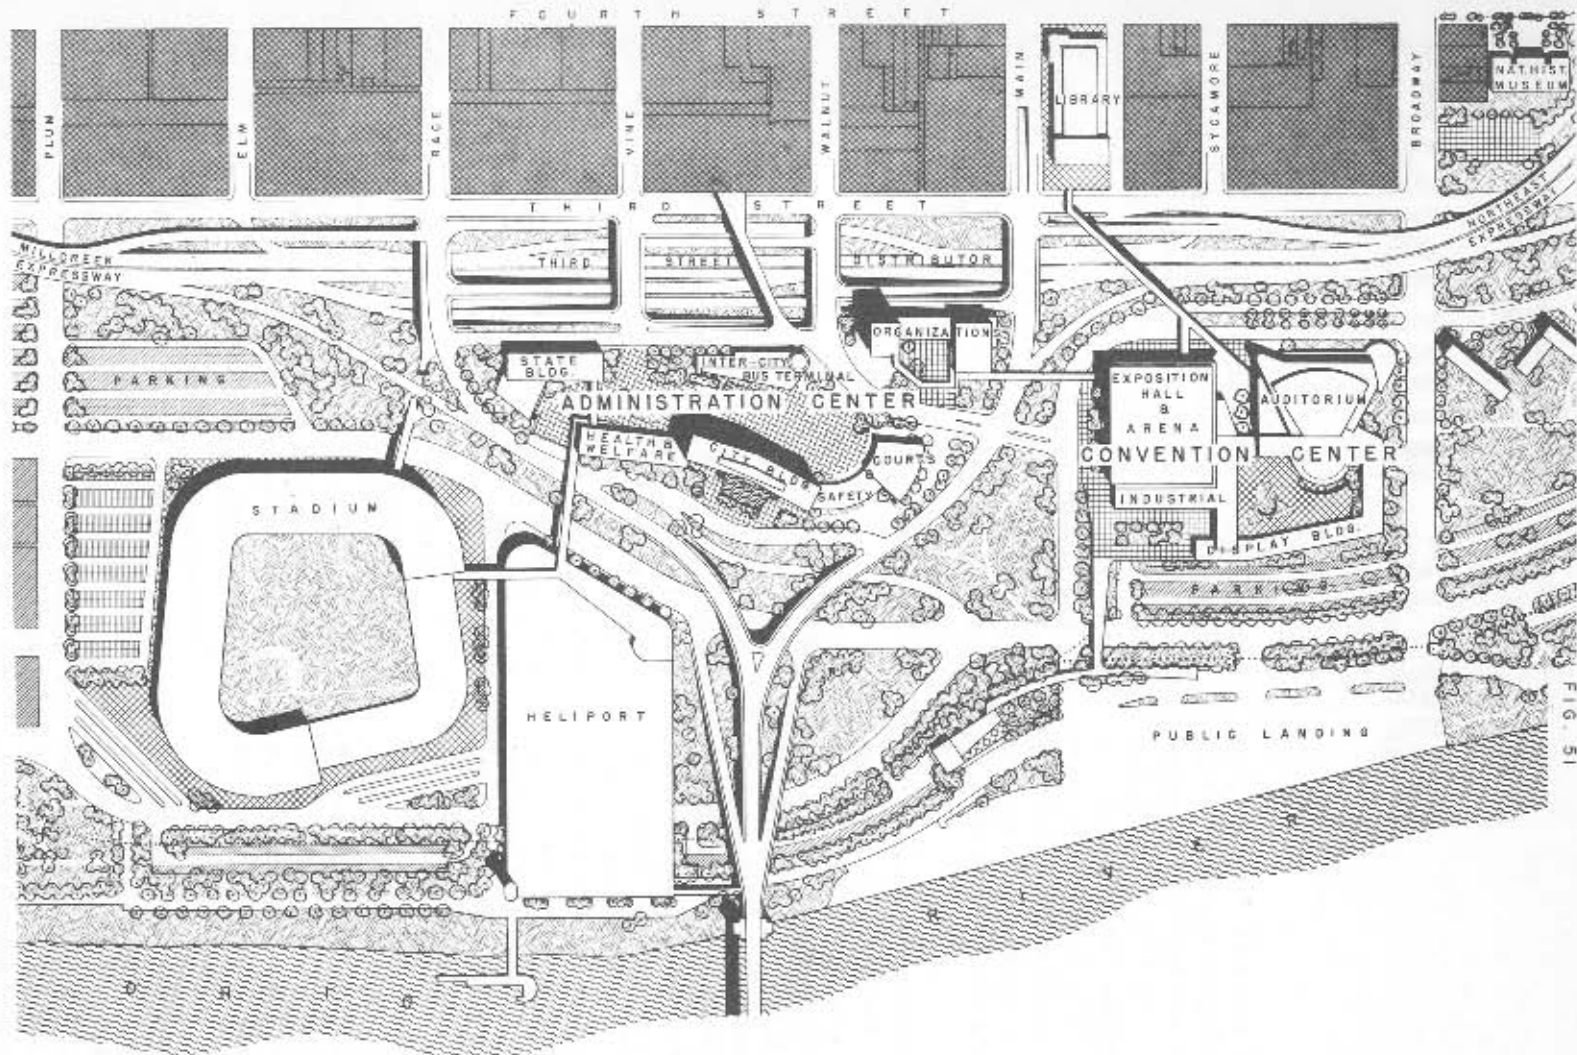 FOURTH STREET
PLUM
ELM
RACE
VINE
WALNUT
MAIN
LIBRARY
SYCAMORE
BROADWAY
NAT. HIST.
MUSEUM
THIRD STREET
MILLCREEK
EXPRESSWAY
THIRD STREET DISTRIBUTOR
NORTHEAST
EXPRESSWAY
PARKING
STATE
BLDG.
INTER-CITY
BUS TERMINAL
ORGANIZATION
ADMINISTRATION CENTER
HEALTH &
WELFARE
CITY BLDG.
COURTS
&
SAFETY
EXPOSITION
HALL
&
ARENA
AUDITORIUM
CONVENTION CENTER
INDUSTRIAL
DISPLAY BLDG.
PARKING
STADIUM
HELIPORT
PUBLIC LANDING
OHIO RIVER
FIG. 51